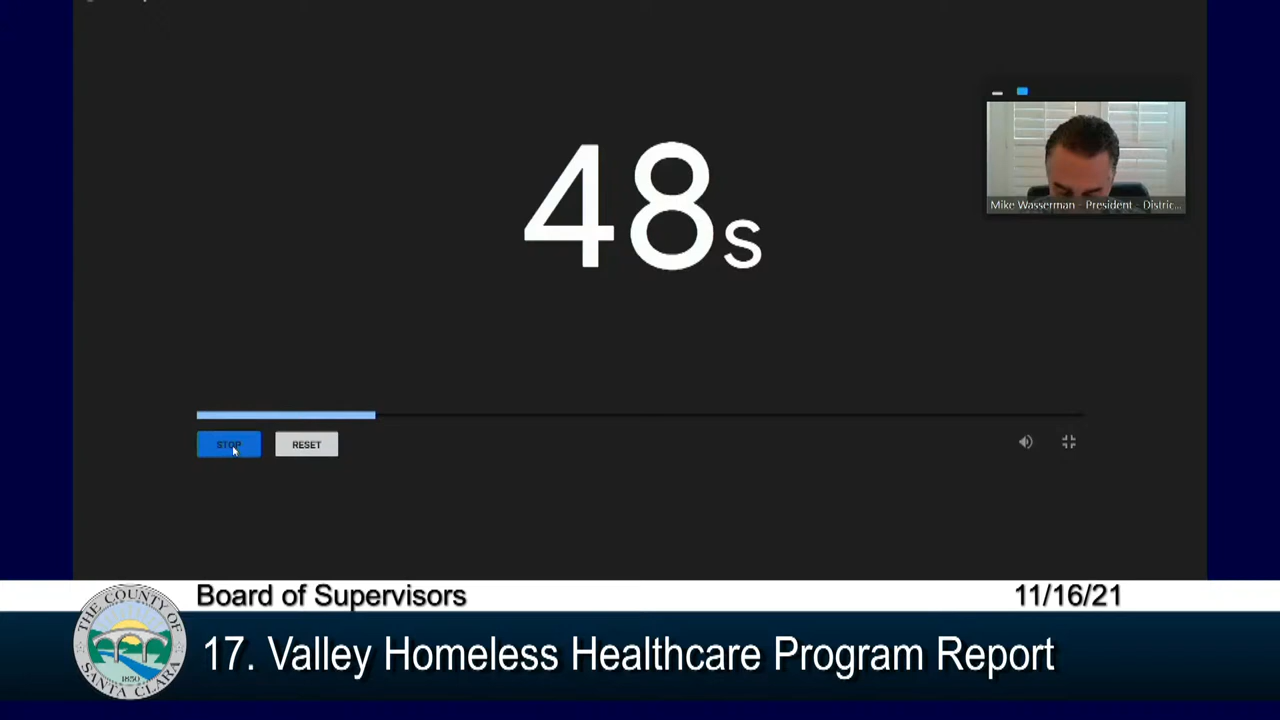 48s
Mike Wasserman - President - Distric...
STOP
RESET
Board of Supervisors
11/16/21
THE COUNTY OF
SANTA CLARA
1850
17. Valley Homeless Healthcare Program Report